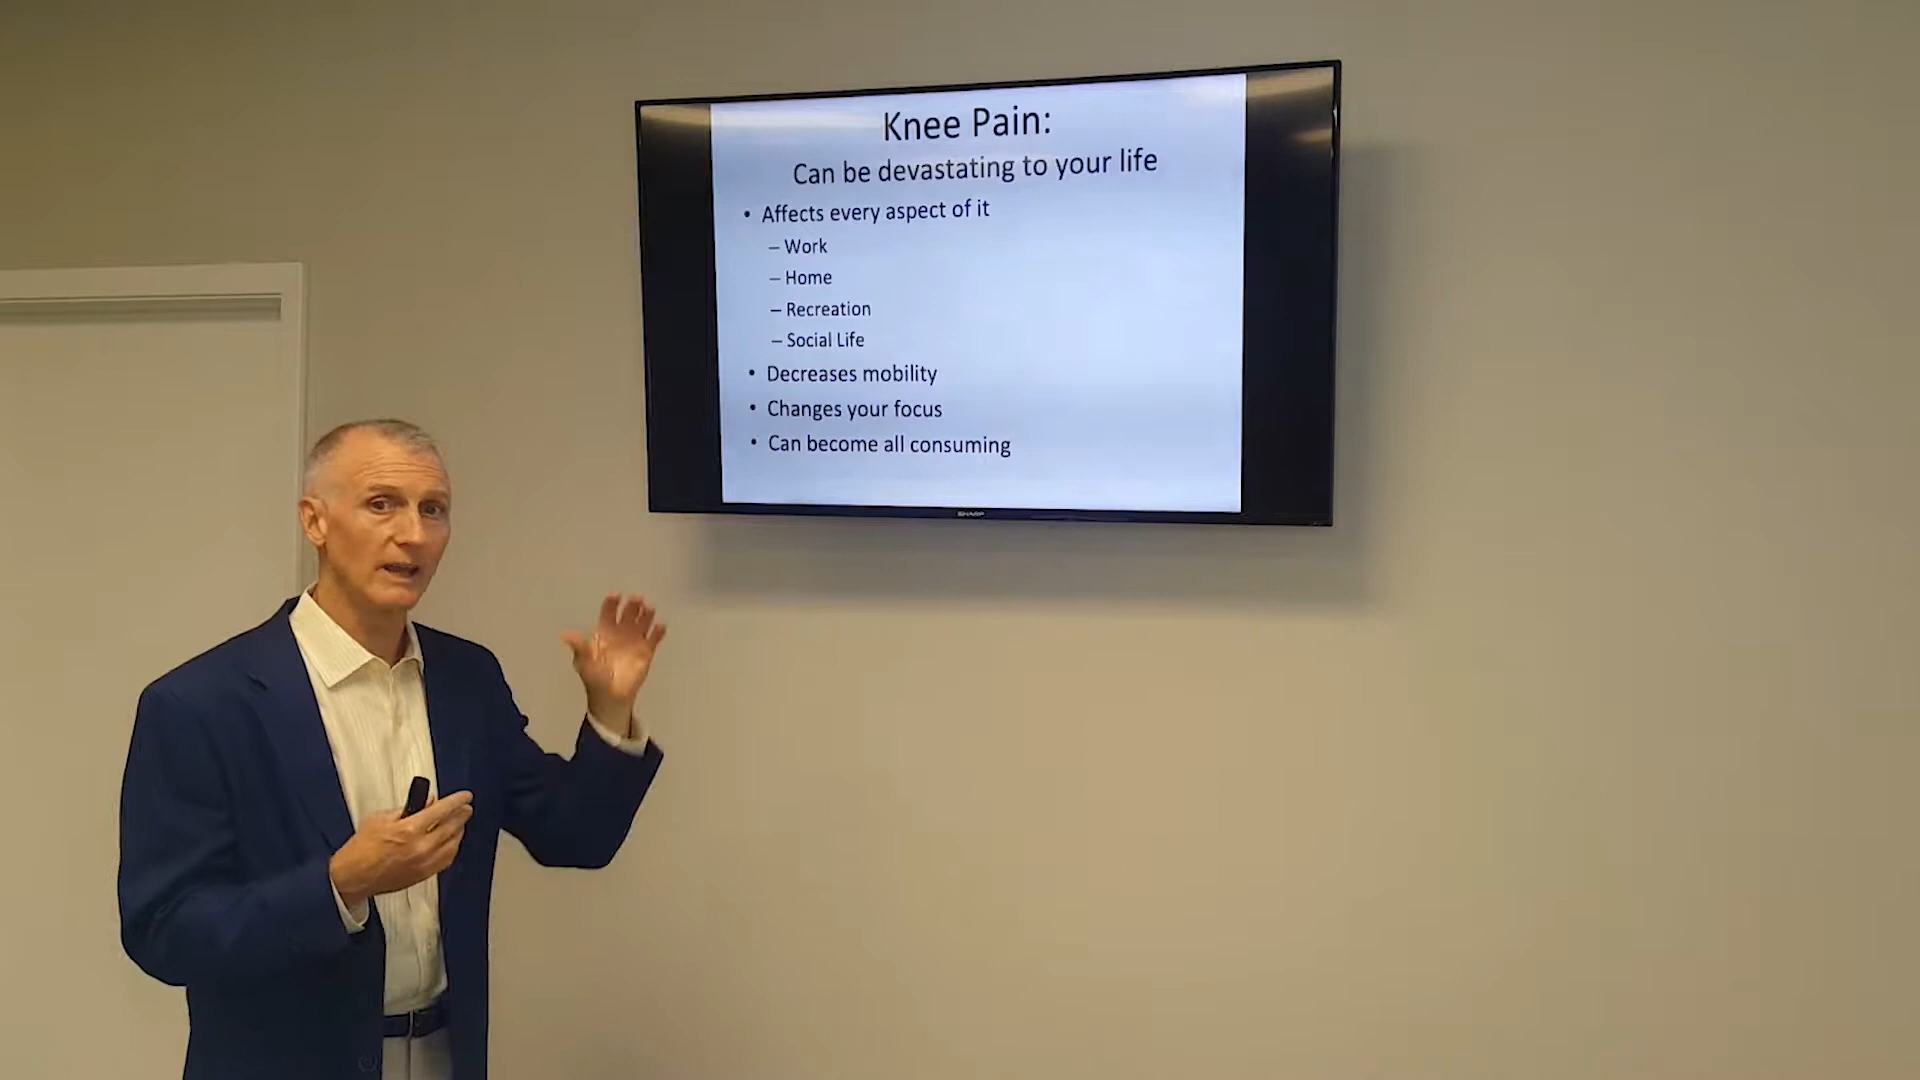 Knee Pain:
Can be devastating to your life
• Affects every aspect of it
– Work
– Home
– Recreation
– Social Life
• Decreases mobility
• Changes your focus
• Can become all consuming
SHARP